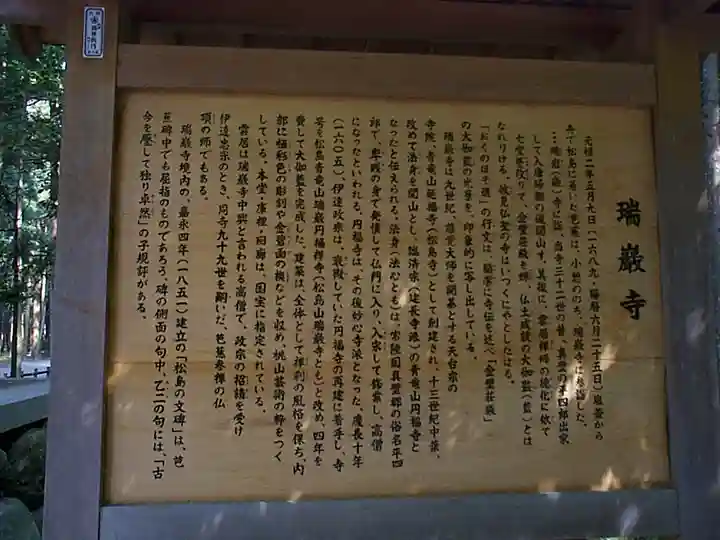 瑞巌寺
元禄二年五月九日（一六八九・陽暦六月二十五日）塩釜から
舟で松島に着いた芭蕉は、小憩ののち、瑞巌寺に参詣した。
…瑞岩（巌）寺に詣。当寺三十二世の昔、真壁の平四郎出家
して入唐帰朝の後開山す。其後に、雲居禅師の徳化に依て
七堂甍改りて、金壁荘厳光を輝、仏土成就の大伽藍（藍）とは
なれりける。彼見仏聖の寺はいづくにやとしたはる。
「おくのほそ道」の行文は、簡潔に寺伝を述べ「金壁荘厳」
の大伽藍の光景を、印象的に写し出している。
瑞巌寺は九世紀、慈覚大師を開基とする天台宗の
寺院、青竜山延福寺（松島寺）として創建され、十三世紀中葉、
改めて法身を開山とし、臨済宗（建長寺派）の青竜山円福寺と
なったと伝えられる。法身（法心とも）は、常陸国真壁郡の俗名平四
郎で、卑賎の身で発憤して仏門に入り、入宋して修業し、高僧
になったといわれる。円福寺は、その後妙心寺派となった。慶長十年
（一六〇五）、伊達政宗は、衰微していた円福寺の再建に着手し、寺
号を松島青竜山瑞巌円福禅寺（松島山瑞巌寺とも）と改め、四年を
費して大伽藍を完成した。建築は、全体として禅刹の風格を保ち、内
部に極彩色の彫刻や金碧画の襖などを収め、桃山芸術の粋をつく
している。本堂・庫裡・回廊は、国宝に指定されている。
雲居は瑞巌寺中興と言われる高僧で、政宗の招請を受け
伊達忠宗のとき、同寺九十九世を嗣いだ。芭蕉参禅の仏
頂の師でもある。
瑞巌寺境内の、嘉永四年（一八五一）建立の「松島の文碑」は、芭
蕉碑中でも屈指のものであろう。碑の側面の句中、乙二の句には、「古
今を壓して独り卓然」の子規評がある。